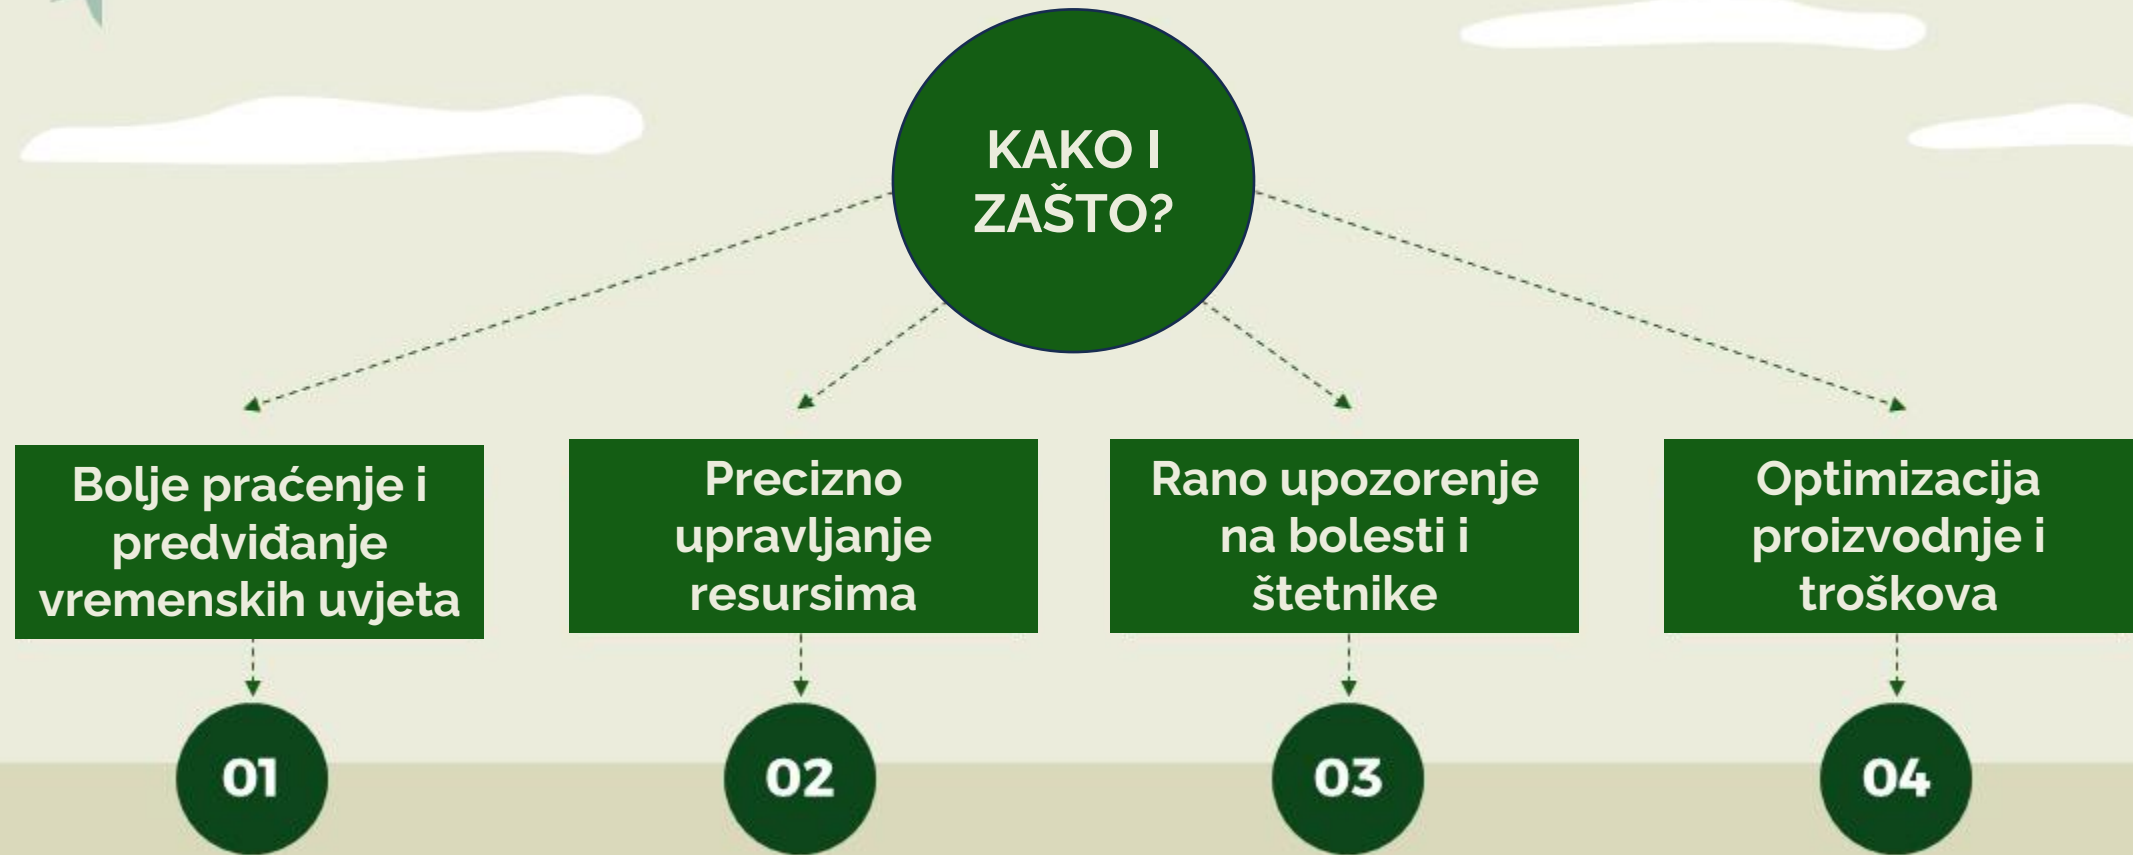 KAKO I
ZAŠTO?
Bolje praćenje i
predviđanje
vremenskih uvjeta
Precizno
upravljanje
resursima
Rano upozorenje
na bolesti i
štetnike
Optimizacija
proizvodnje i
troškova
01
02
03
04